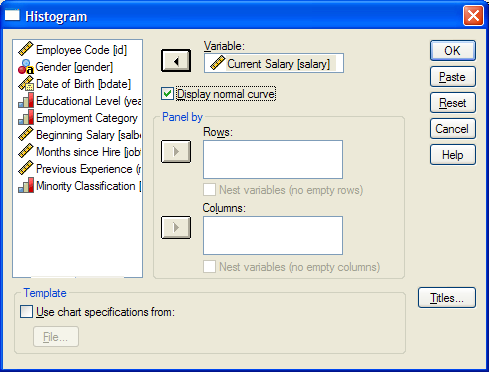 Histogram
Employee Code [id]
Gender [gender]
Date of Birth [bdate]
Educational Level (yea
Employment Category
Beginning Salary [salbe
Months since Hire [jobt
Previous Experience (m
Minority Classification [
Variable:
Current Salary [salary]
Display normal curve
Panel by
Rows:
Nest variables (no empty rows)
Columns:
Nest variables (no empty columns)
OK
Paste
Reset
Cancel
Help
Template
Use chart specifications from:
File...
Titles...